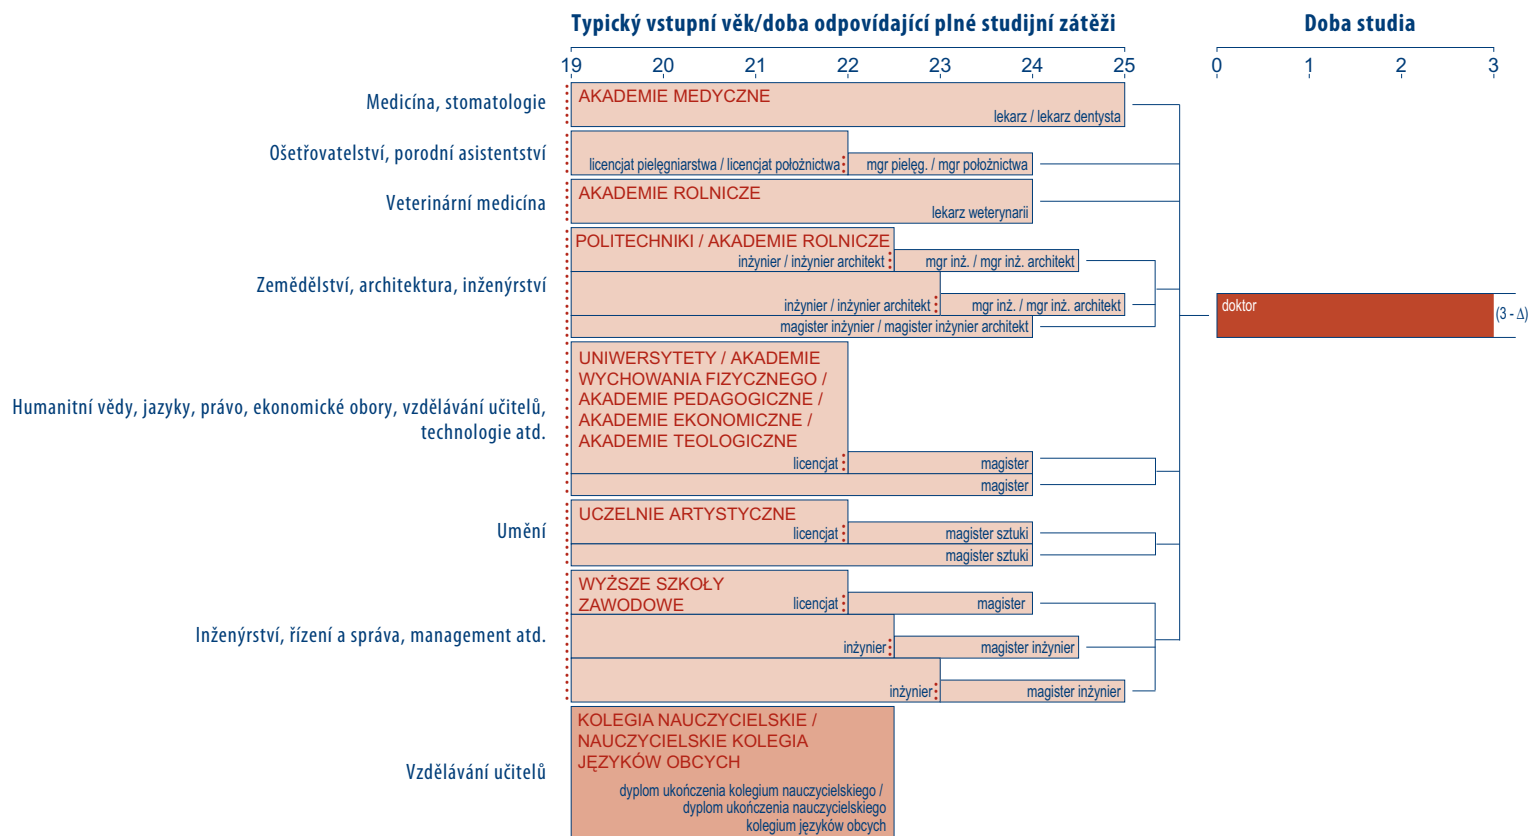 Typický vstupní věk/doba odpovídající plné studijní zátěži
Doba studia
19 20 21 22 23 24 25
0 1 2 3
Medicína, stomatologie
AKADEMIE MEDYCZNE
lekarz / lekarz dentysta
Ošetřovatelství, porodní asistentství
licencjat pielęgniarstwa / licencjat położnictwa
mgr pielęg. / mgr położnictwa
Veterinární medicína
AKADEMIE ROLNICZE
lekarz weterynarii
Zemědělství, architektura, inženýrství
POLITECHNIKI / AKADEMIE ROLNICZE
inżynier / inżynier architekt
mgr inż. / mgr inż. architekt
inżynier / inżynier architekt
mgr inż. / mgr inż. architekt
magister inżynier / magister inżynier architekt
doktor
(3 - Δ)
Humanitní vědy, jazyky, právo, ekonomické obory, vzdělávání učitelů,
technologie atd.
UNIWERSYTETY / AKADEMIE
WYCHOWANIA FIZYCZNEGO /
AKADEMIE PEDAGOGICZNE /
AKADEMIE EKONOMICZNE /
AKADEMIE TEOLOGICZNE
licencjat
magister
magister
Umění
UCZELNIE ARTYSTYCZNE
licencjat
magister sztuki
magister sztuki
Inženýrství, řízení a správa, management atd.
WYŻSZE SZKOŁY
ZAWODOWE
licencjat
magister
inżynier
magister inżynier
inżynier
magister inżynier
Vzdělávání učitelů
KOLEGIA NAUCZYCIELSKIE /
NAUCZYCIELSKIE KOLEGIA
JĘZYKÓW OBCYCH
dyplom ukończenia kolegium nauczycielskiego /
dyplom ukończenia nauczycielskiego
kolegium języków obcych